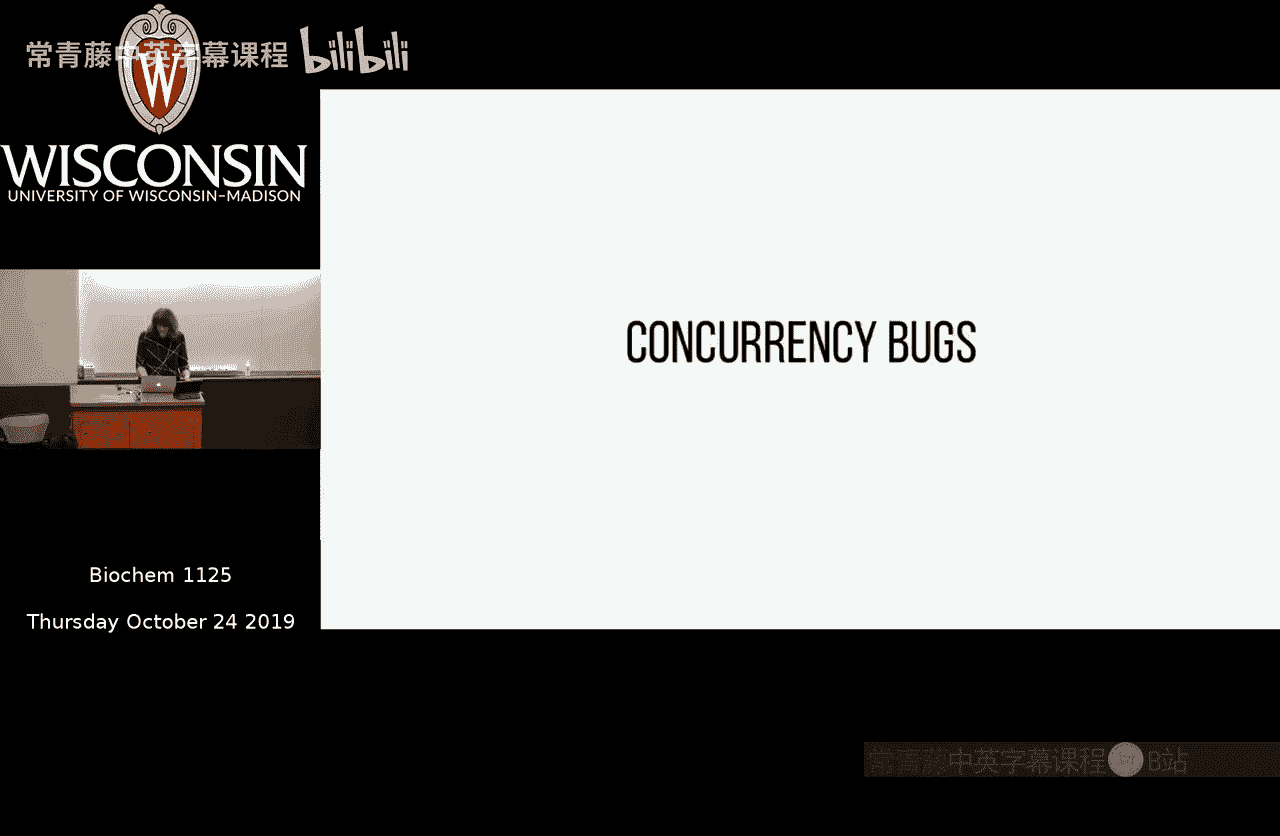 常青藤中英字幕课程 bilibili
W
WISCONSIN
UNIVERSITY OF WISCONSIN-MADISON
CONCURRENCY BUGS
Biochem 1125
Thursday October 24 2019
常青藤中英字幕课程 B站